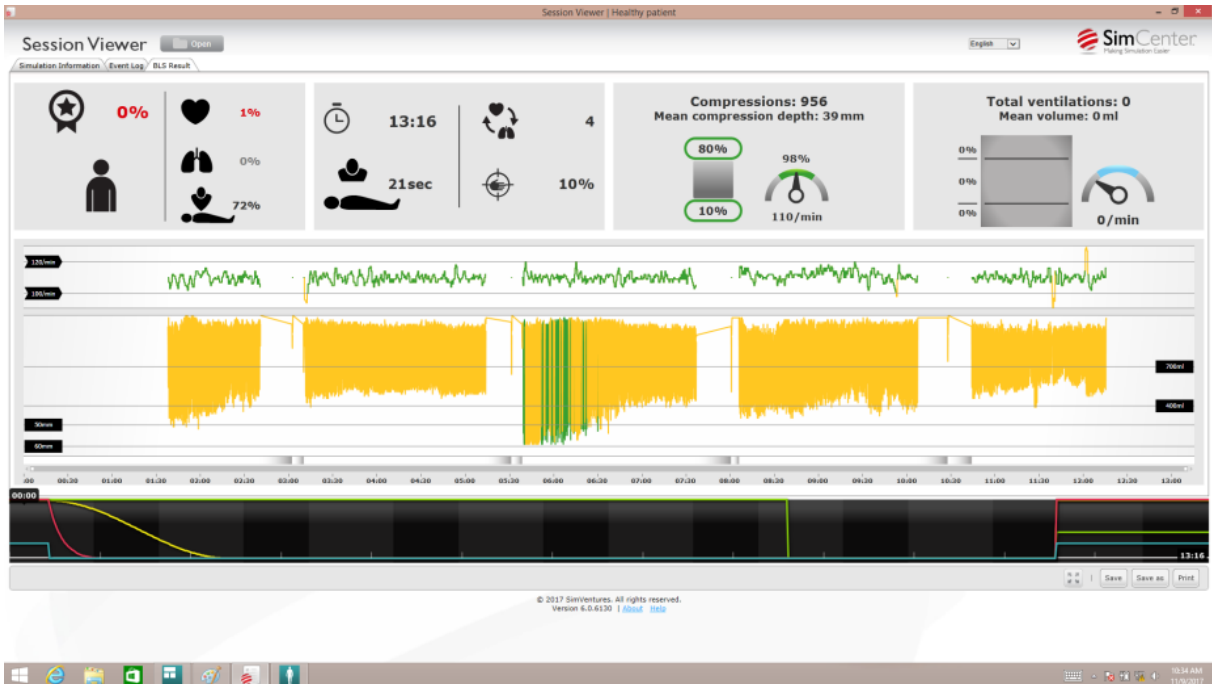 Session Viewer | Healthy patient
Session Viewer
Open
English
SimCenter
Making Simulation Easier
Simulation Information
Event Log
BLS Result
0%
1%
0%
72%
13:16
4
21sec
10%
Compressions: 956
Mean compression depth: 39mm
80%
98%
10%
110/min
Total ventilations: 0
Mean volume: 0ml
0%
0%
0%
0/min
120/min
100/min
700ml
400ml
50mm
60mm
:00 00:30 01:00 01:30 02:00 02:30 03:00 03:30 04:00 04:30 05:00 05:30 06:00 06:30 07:00 07:30 08:00 08:30 09:00 09:30 10:00 10:30 11:00 11:30 12:00 12:30 13:00
00:00
13:16
Save Save as Print
© 2017 SimVentures. All rights reserved.
Version 6.0.6130 | About Help
10:34 AM
11/9/2017